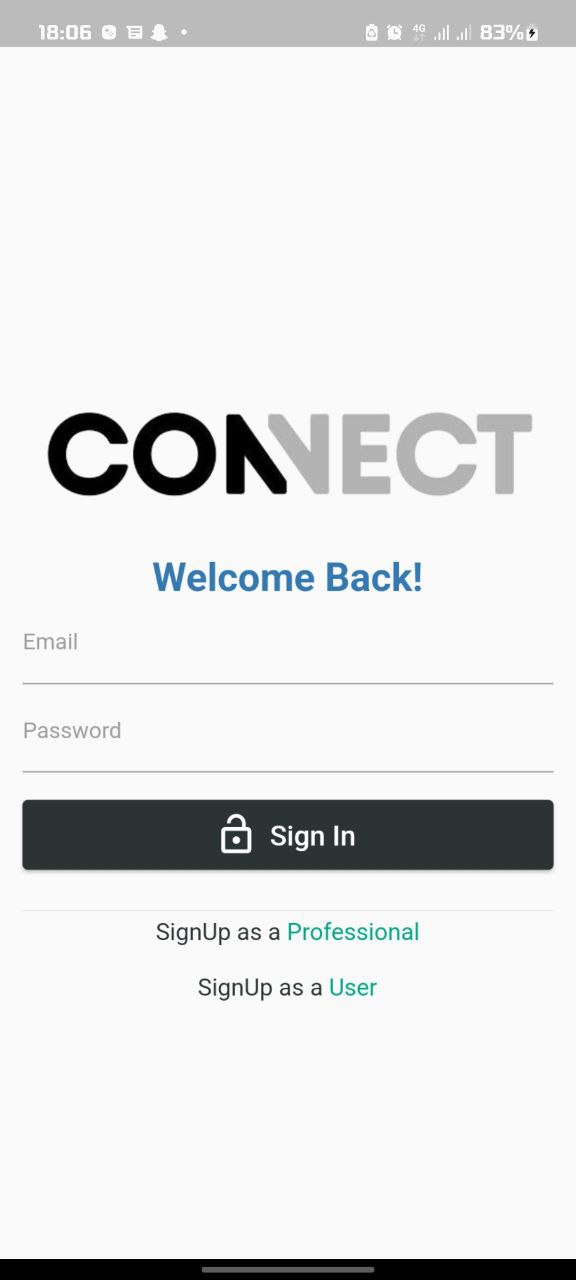 18:06 4G 83%
CONNECT
Welcome Back!
Email
Password
Sign In
SignUp as a Professional
SignUp as a User